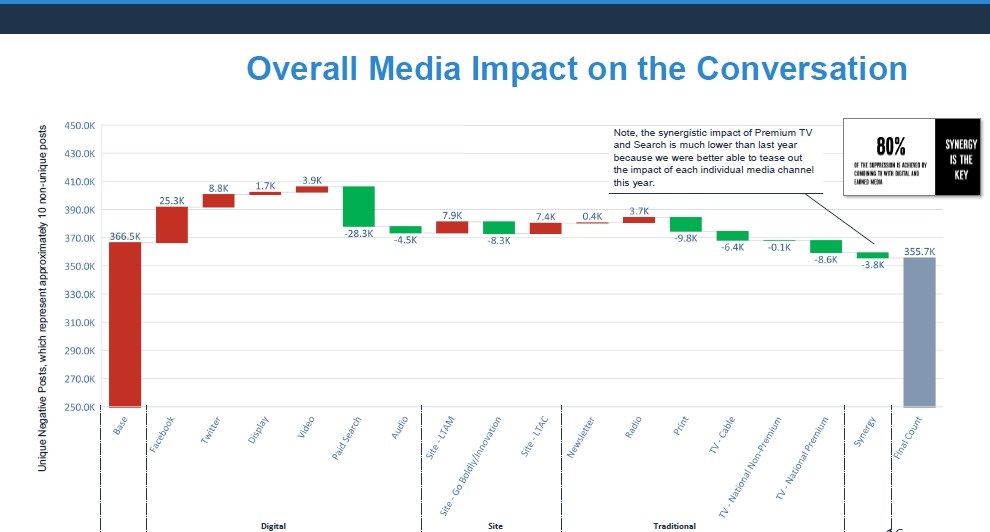 Overall Media Impact on the Conversation
Unique Negative Posts, which represent approximately 10 non-unique posts
450.0K
430.0K
410.0K
390.0K
370.0K
350.0K
330.0K
310.0K
290.0K
270.0K
250.0K
Note, the synergistic impact of Premium TV
and Search is much lower than last year
because we were better able to tease out
the impact of each individual media channel
this year.
80%
OF THE SUPPRESSION IS ACHIEVED BY
COMBINING TV WITH DIGITAL AND
EARNED MEDIA
SYNERGY
IS THE
KEY
366.5K
25.3K
8.8K
1.7K
3.9K
-28.3K
-4.5K
7.9K
-8.3K
7.4K
0.4K
3.7K
-9.8K
-6.4K
-0.1K
-8.6K
-3.8K
355.7K
Base
Facebook
Twitter
Display
Video
Paid Search
Audio
Site - LTAM
Site - Go Boldly/Innovation
Site - LTAC
Newsletter
Radio
Print
TV - Cable
TV - National Non-Premium
TV - National Premium
Synergy
Final Count
Digital
Site
Traditional